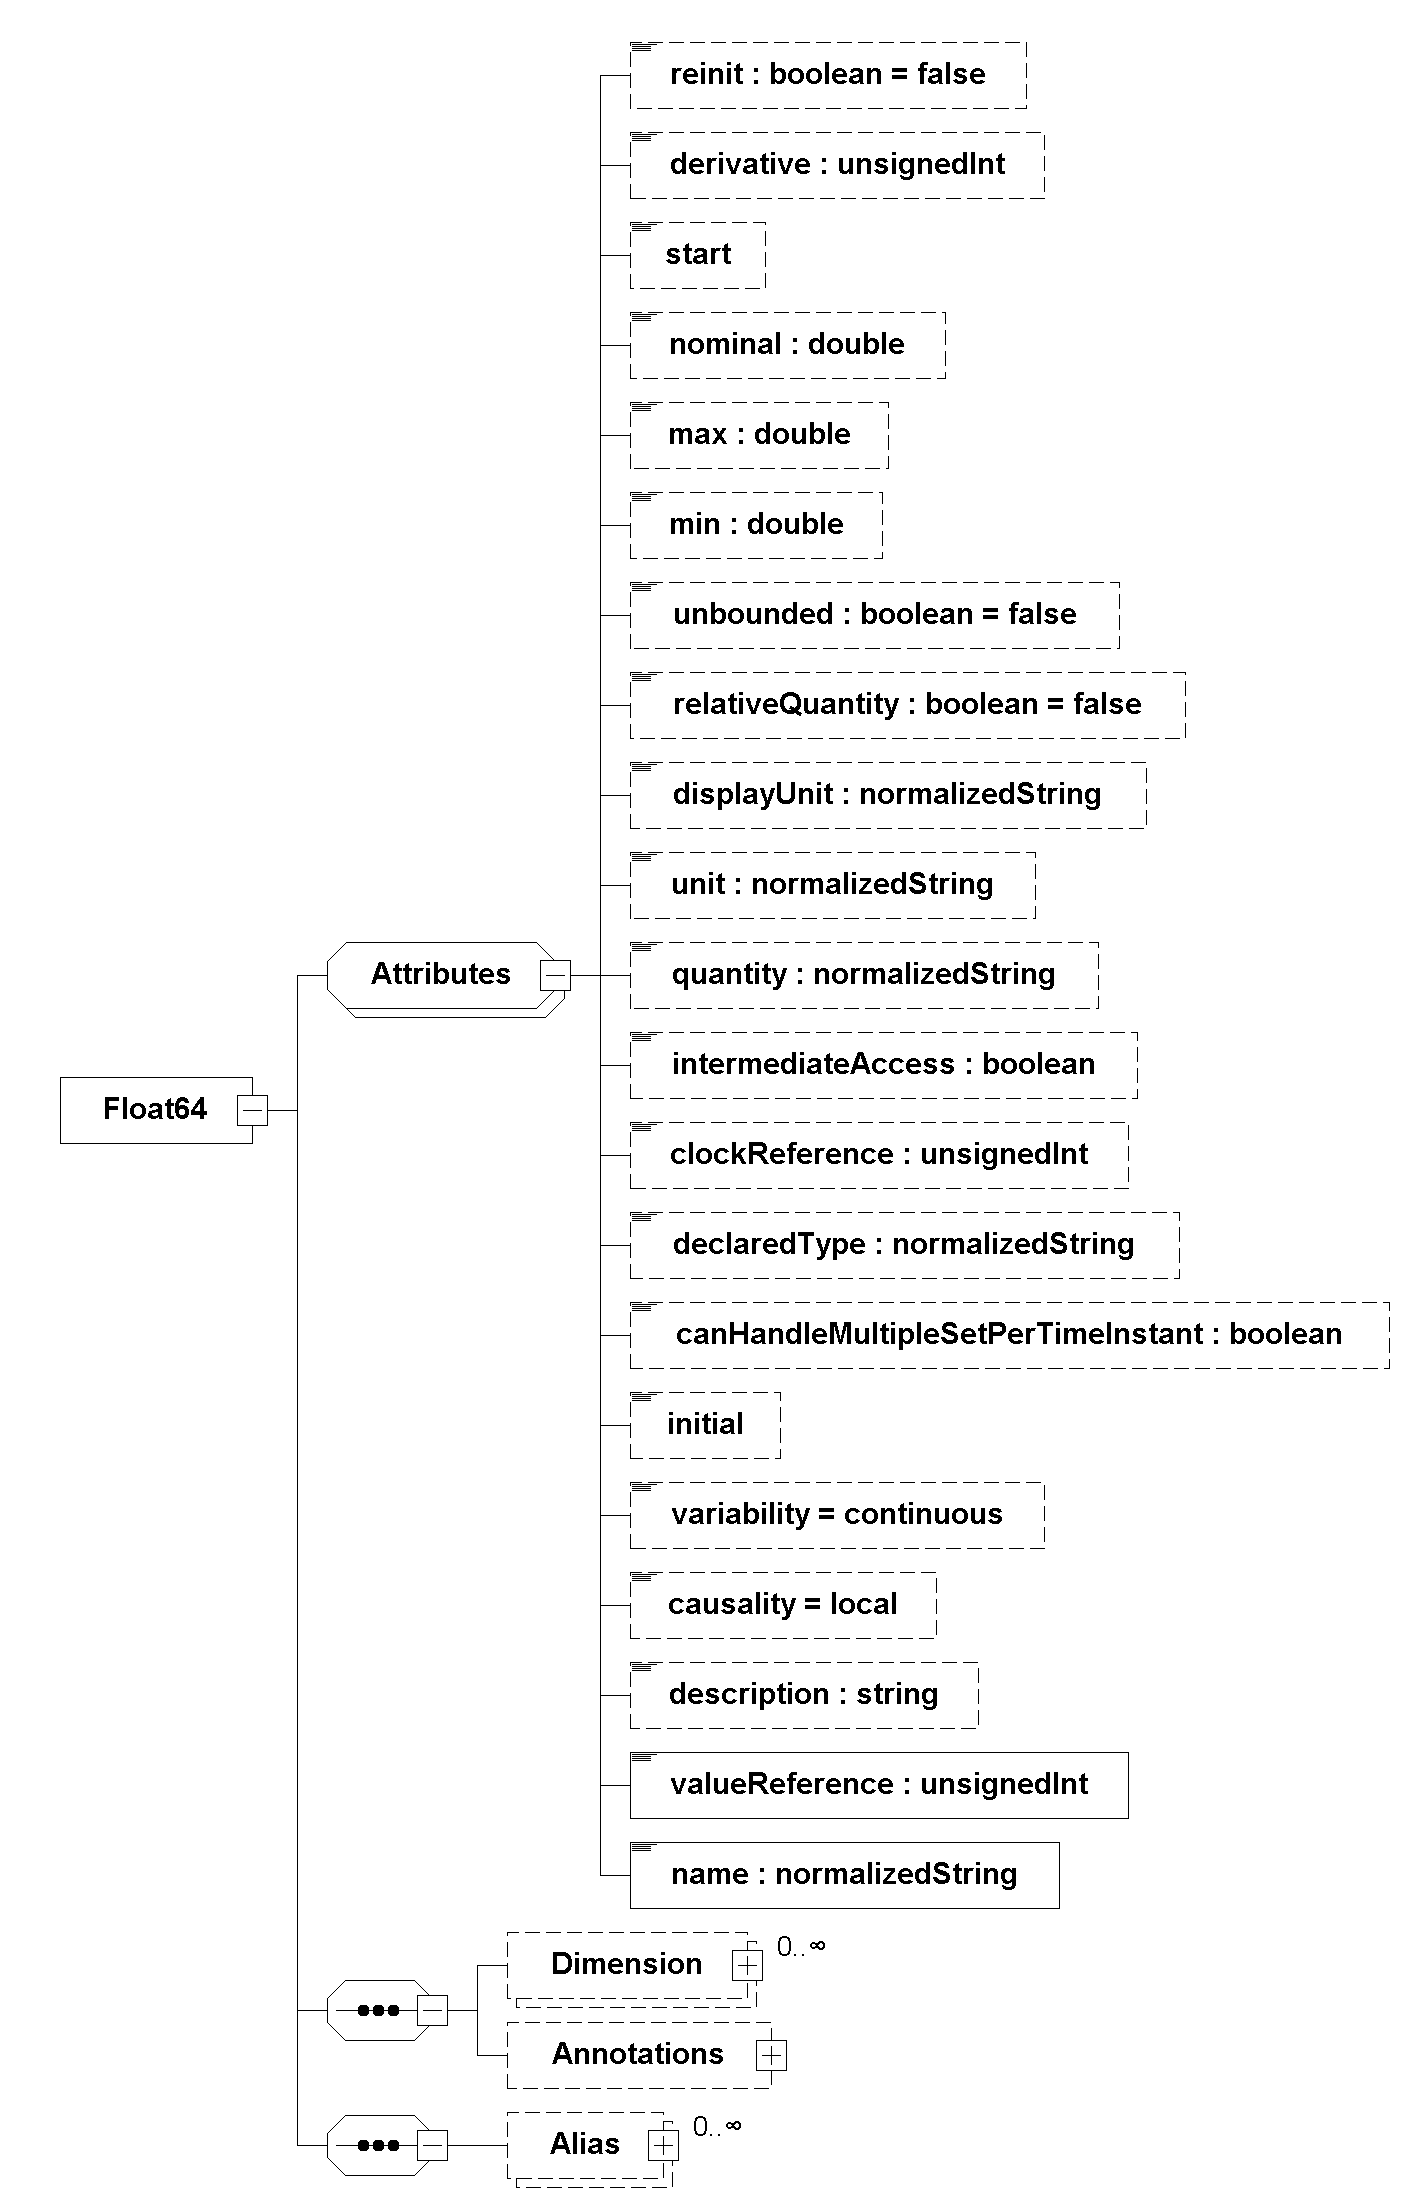 reinit : boolean = false
derivative : unsignedInt
start
nominal : double
max : double
min : double
unbounded : boolean = false
relativeQuantity : boolean = false
displayUnit : normalizedString
unit : normalizedString
Attributes
quantity : normalizedString
intermediateAccess : boolean
Float64
clockReference : unsignedInt
declaredType : normalizedString
canHandleMultipleSetPerTimeInstant : boolean
initial
variability = continuous
causality = local
description : string
valueReference : unsignedInt
name : normalizedString
Dimension
0..∞
Annotations
Alias
0..∞